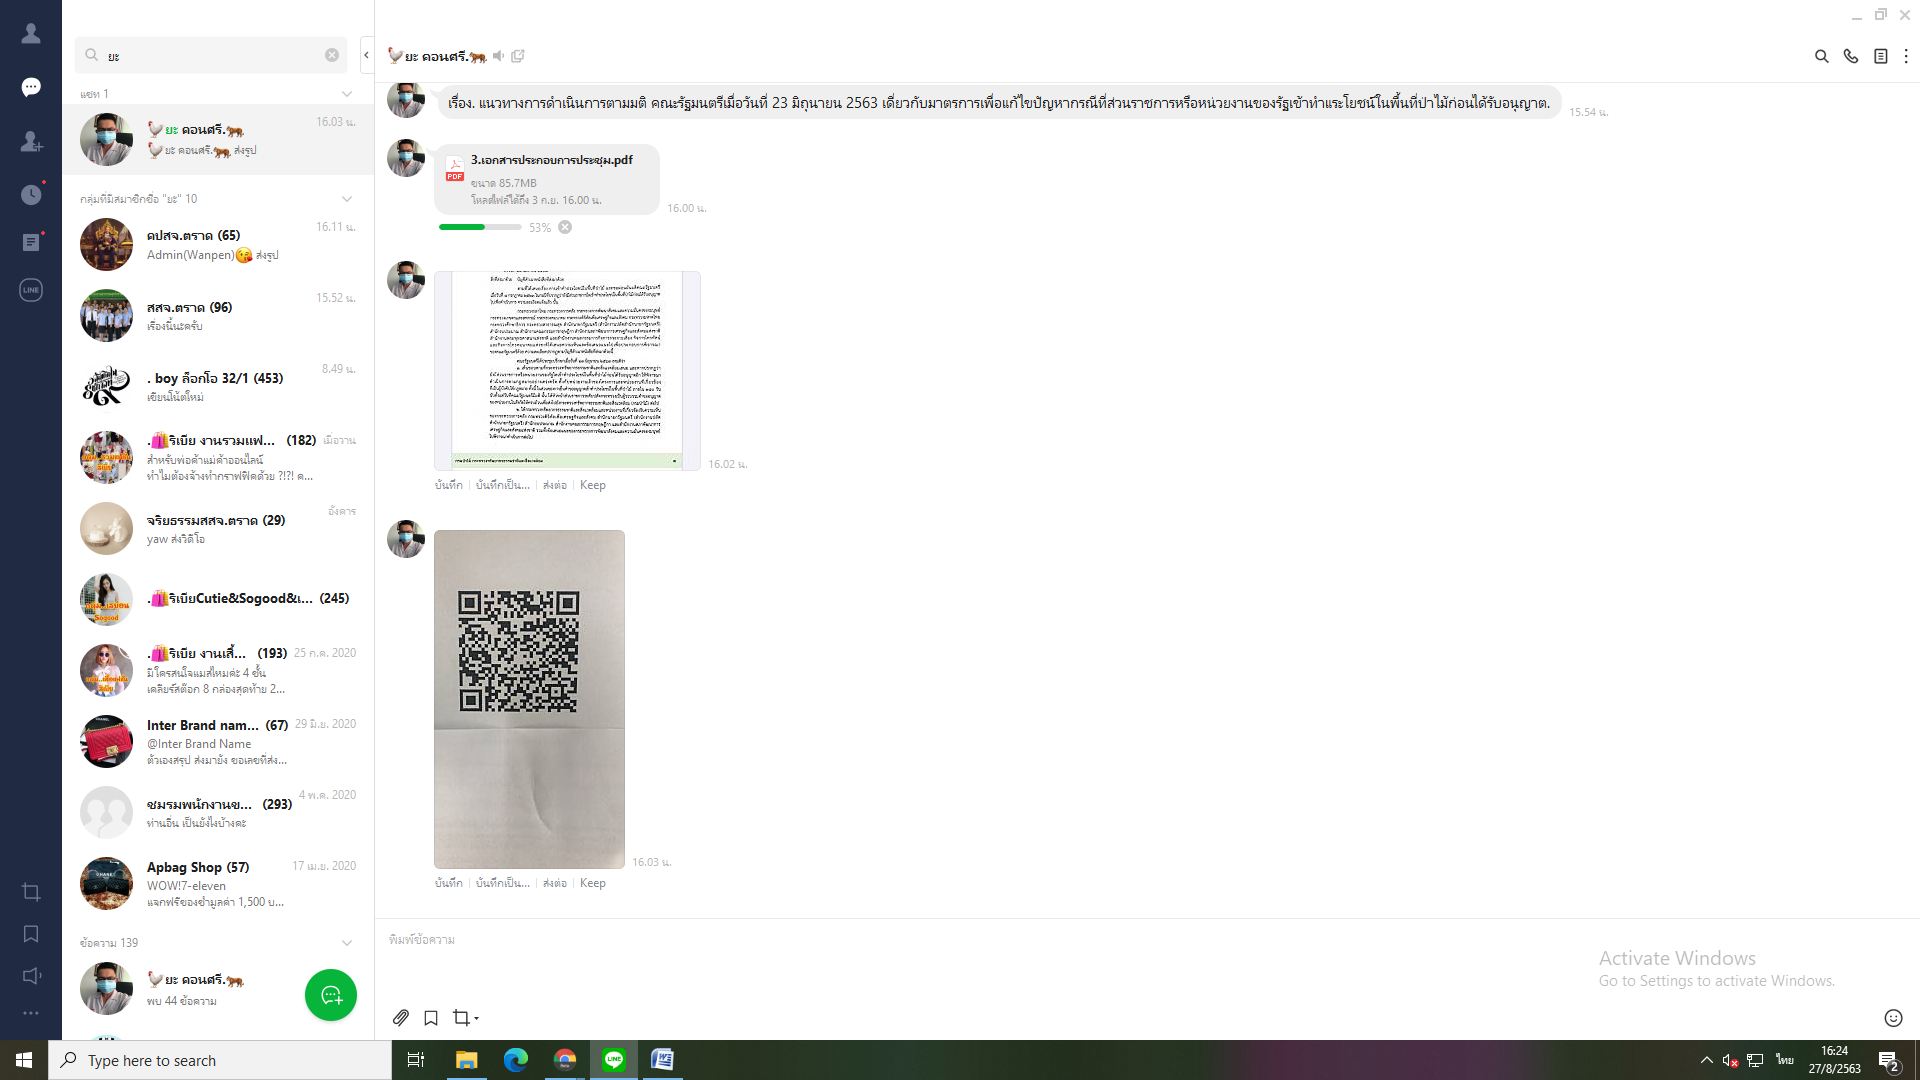 ยะ
แชท 1
ยะ ดอนศรี.
16.03 น.
ยะ ดอนศรี. ส่งรูป
กลุ่มที่มีสมาชิกชื่อ "ยะ" 10
คปสจ.ตราด (65)
16.11 น.
Admin(Wanpen) ส่งรูป
สสจ.ตราด (96)
15.52 น.
เรื่องนี้นะครับ
. boy ล็อกโอ 32/1 (453)
8.49 น.
เขียนโน้ตใหม่
.ริเบีย งานรวมแฟ... (182)
เมื่อวาน
สำหรับพ่อค้าแม่ค้าออนไลน์
ทำไมต้องจ้างทำกราฟฟิคด้วย ?!?! ค...
จริยธรรมสสจ.ตราด (29)
อังคาร
yaw ส่งวิดีโอ
.ริเบียCutie&Sogood&เ... (245)
.ริเบีย งานเสื้... (193)
25 ก.ค. 2020
มีใครสนใจแมสไหมค่ะ 4 ชั้น
เคลียร์สต๊อก 8 กล่องสุดท้าย 2...
Inter Brand nam... (67)
29 มิ.ย. 2020
@Inter Brand Name
ตัวเองสรุป ส่งมายัง ขอเลขที่ส่ง...
ชมรมพนักงานข... (293)
4 พ.ค. 2020
ท่านอื่น เป็นยังไงบ้างคะ
Apbag Shop (57)
17 เม.ย. 2020
WOW!7-eleven
แจกฟรีของชำมูลค่า 1,500 บ...
ข้อความ 139
ยะ ดอนศรี.
พบ 44 ข้อความ
ยะ ดอนศรี.
เรื่อง. แนวทางการดำเนินการตามมติ คณะรัฐมนตรีเมื่อวันที่ 23 มิถุนายน 2563 เดี่ยวกับมาตรการเพื่อแก้ไขปัญหากรณีที่ส่วนราชการหรือหน่วยงานของรัฐเข้าทำแระโยชน์ในพื้นที่ป่าไม้ก่อนได้รับอนุญาต.
15.54 น.
3.เอกสารประกอบการประชุม.pdf
PDF
ขนาด 85.7MB
โหลดไฟล์ได้ถึง 3 ก.ย. 16.00 น.
16.00 น.
53%
16.02 น.
บันทึก
บันทึกเป็น...
ส่งต่อ
Keep
16.03 น.
บันทึก
บันทึกเป็น...
ส่งต่อ
Keep
พิมพ์ข้อความ
Activate Windows
Go to Settings to activate Windows.
LINE
Type here to search
ไทย
16:24
27/8/2563
2